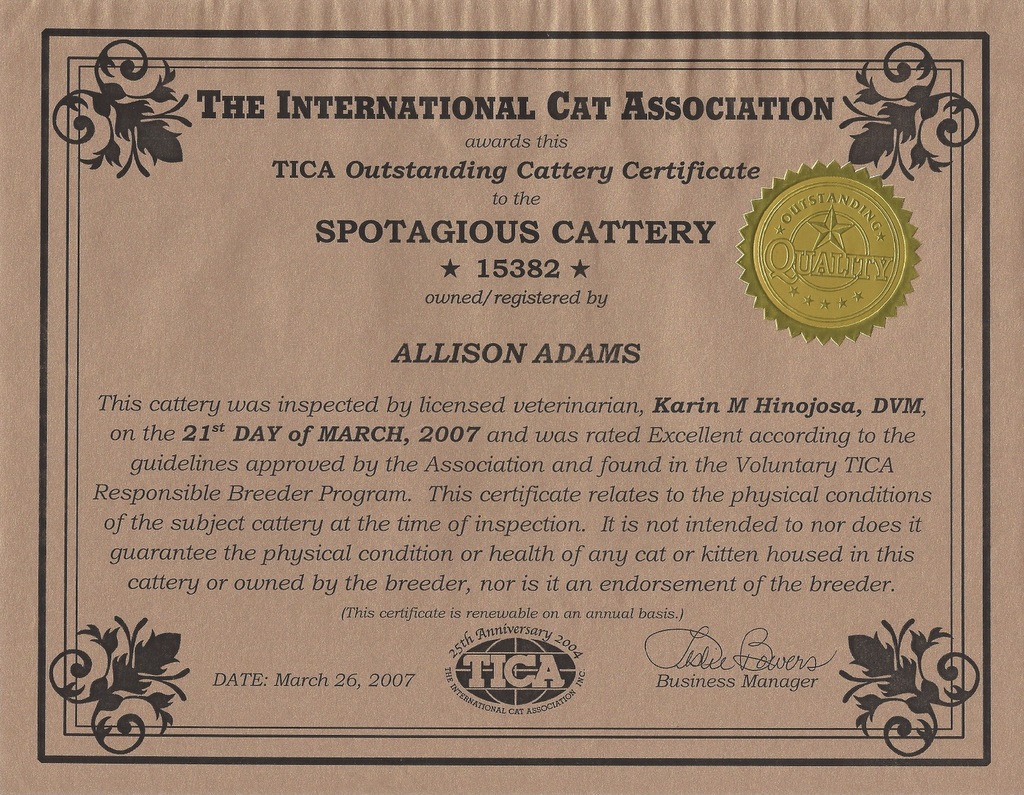 THE INTERNATIONAL CAT ASSOCIATION
awards this
TICA Outstanding Cattery Certificate
to the
SPOTAGIOUS CATTERY
★ 15382 ★
owned/registered by
ALLISON ADAMS
OUTSTANDING
QUALITY
This cattery was inspected by licensed veterinarian, Karin M Hinojosa, DVM,
on the 21st DAY of MARCH, 2007 and was rated Excellent according to the
guidelines approved by the Association and found in the Voluntary TICA
Responsible Breeder Program. This certificate relates to the physical conditions
of the subject cattery at the time of inspection. It is not intended to nor does it
guarantee the physical condition or health of any cat or kitten housed in this
cattery or owned by the breeder, nor is it an endorsement of the breeder.
(This certificate is renewable on an annual basis.)
DATE: March 26, 2007
25th Anniversary 2004
TICA
THE INTERNATIONAL CAT ASSOCIATION, INC.
Leslie Bowers
Business Manager